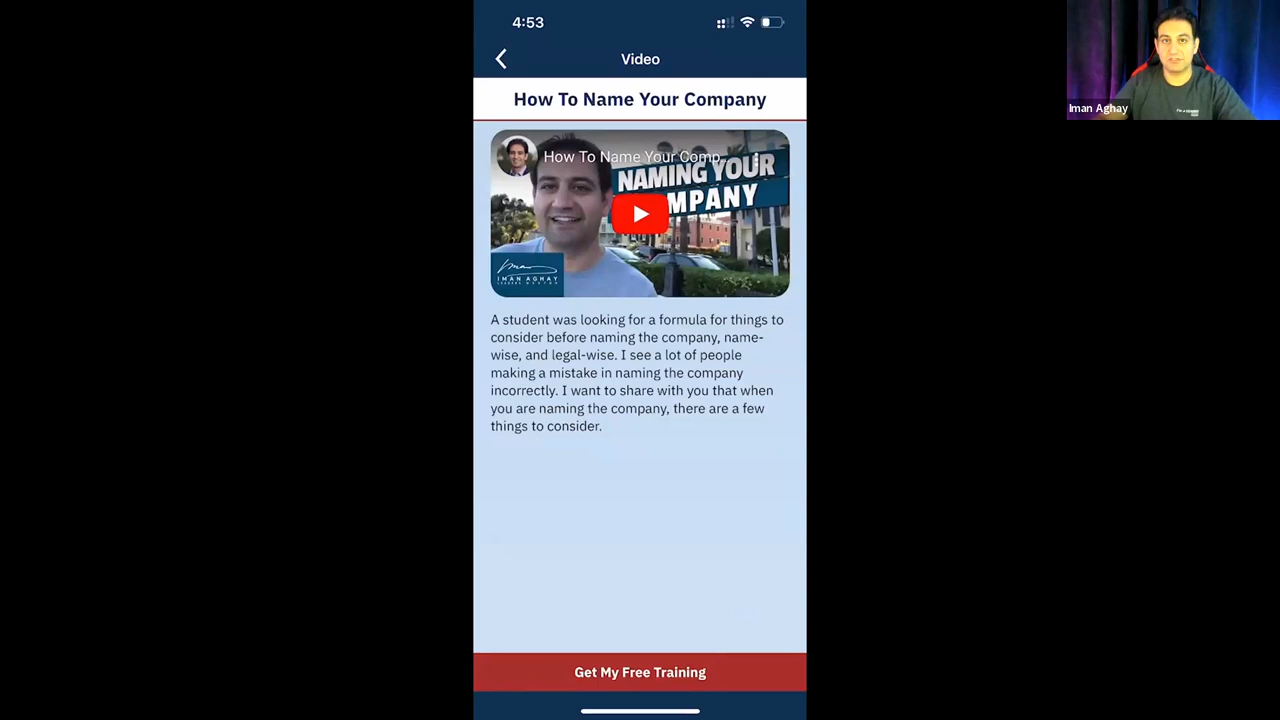 4:53
Video
How To Name Your Company
How To Name Your Comp...
NAMING YOUR
MPANY
IMAN AGHAY
A student was looking for a formula for things to
consider before naming the company, name-
wise, and legal-wise. I see a lot of people
making a mistake in naming the company
incorrectly. I want to share with you that when
you are naming the company, there are a few
things to consider.
Get My Free Training
Iman Aghay